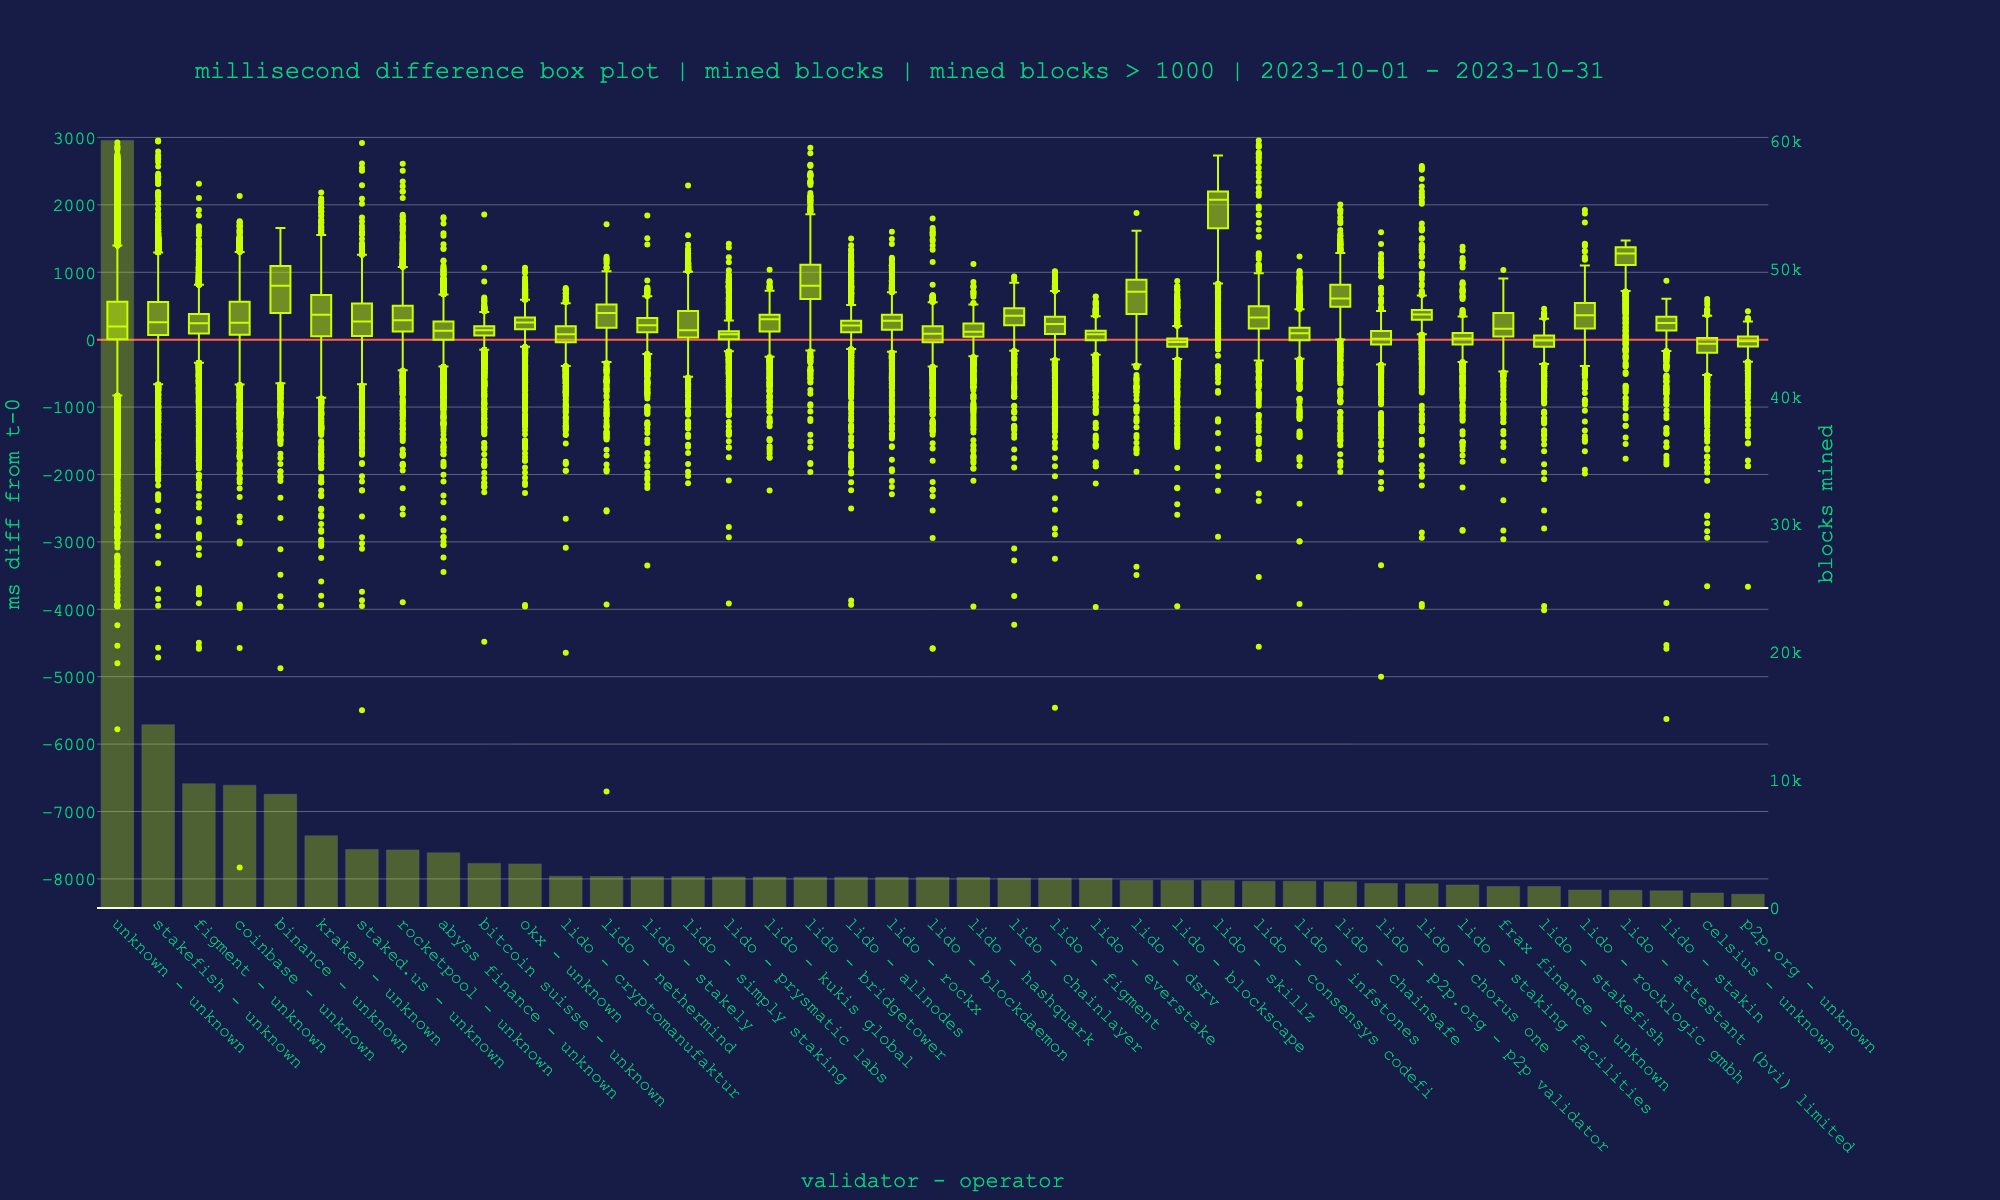 millisecond difference box plot | mined blocks | mined blocks > 1000 | 2023-10-01 - 2023-10-31
3000
2000
1000
0
−1000
−2000
−3000
−4000
−5000
−6000
−7000
−8000
ms diff from t-0
60k
50k
40k
30k
20k
10k
0
blocks mined
unknown - unknown
stakefish - unknown
figment - unknown
coinbase - unknown
binance - unknown
kraken - unknown
staked.us - unknown
rocketpool - unknown
abyss finance - unknown
bitcoin suisse - unknown
okx - unknown
lido - cryptomanufaktur
lido - nethermind
lido - stakely
lido - simply staking
lido - prysmatic labs
lido - kukis global
lido - bridgetower
lido - allnodes
lido - rockx
lido - blockdaemon
lido - hashquark
lido - chainlayer
lido - figment
lido - everstake
lido - dsrv
lido - blockscape
lido - skillz
lido - consensys codefi
lido - infstones
lido - chainsafe
lido - p2p.org - p2p validator
lido - chorus one
lido - staking facilities
frax finance - unknown
lido - stakefish
lido - rocklogic gmbh
lido - attestant (bvi) limited
lido - stakin
celsius - unknown
p2p.org - unknown
validator - operator